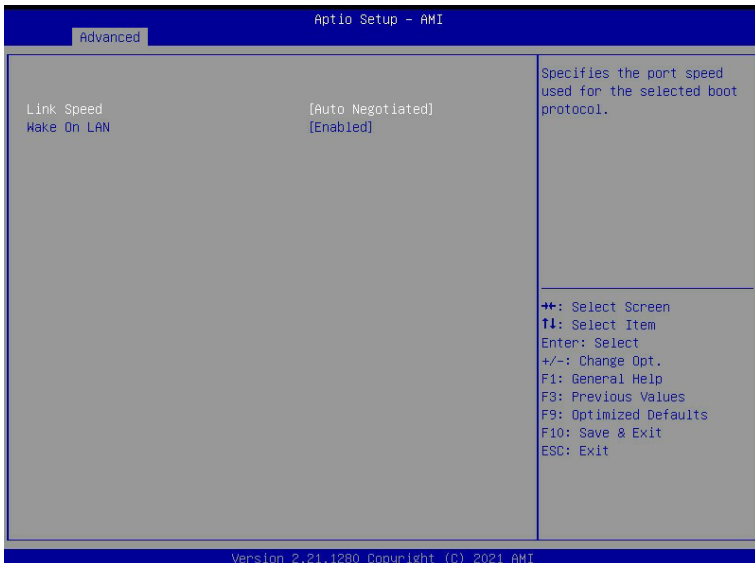 Aptio Setup – AMI
Advanced
Link Speed [Auto Negotiated]
Wake On LAN [Enabled]
Specifies the port speed
used for the selected boot
protocol.
→←: Select Screen
↑↓: Select Item
Enter: Select
+/-: Change Opt.
F1: General Help
F3: Previous Values
F9: Optimized Defaults
F10: Save & Exit
ESC: Exit
Version 2.21.1280 Copyright (C) 2021 AMI